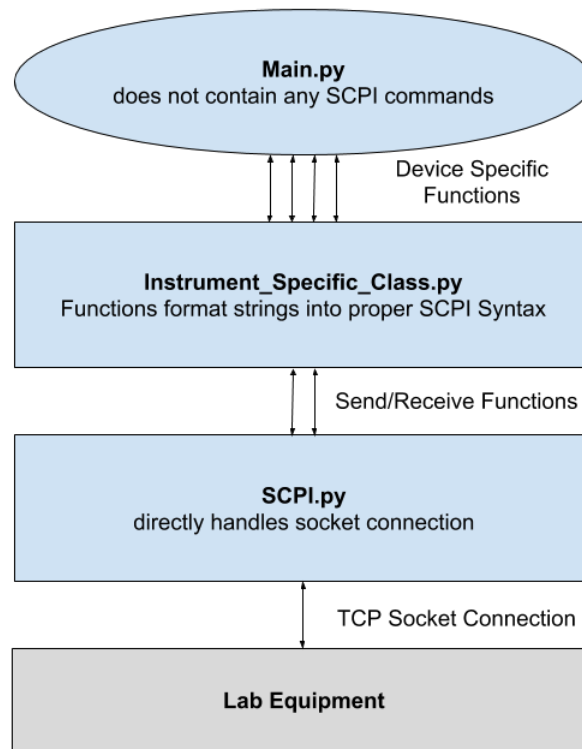 Main.py
does not contain any SCPI commands
Device Specific
Functions
Instrument_Specific_Class.py
Functions format strings into proper SCPI Syntax
Send/Receive Functions
SCPI.py
directly handles socket connection
TCP Socket Connection
Lab Equipment